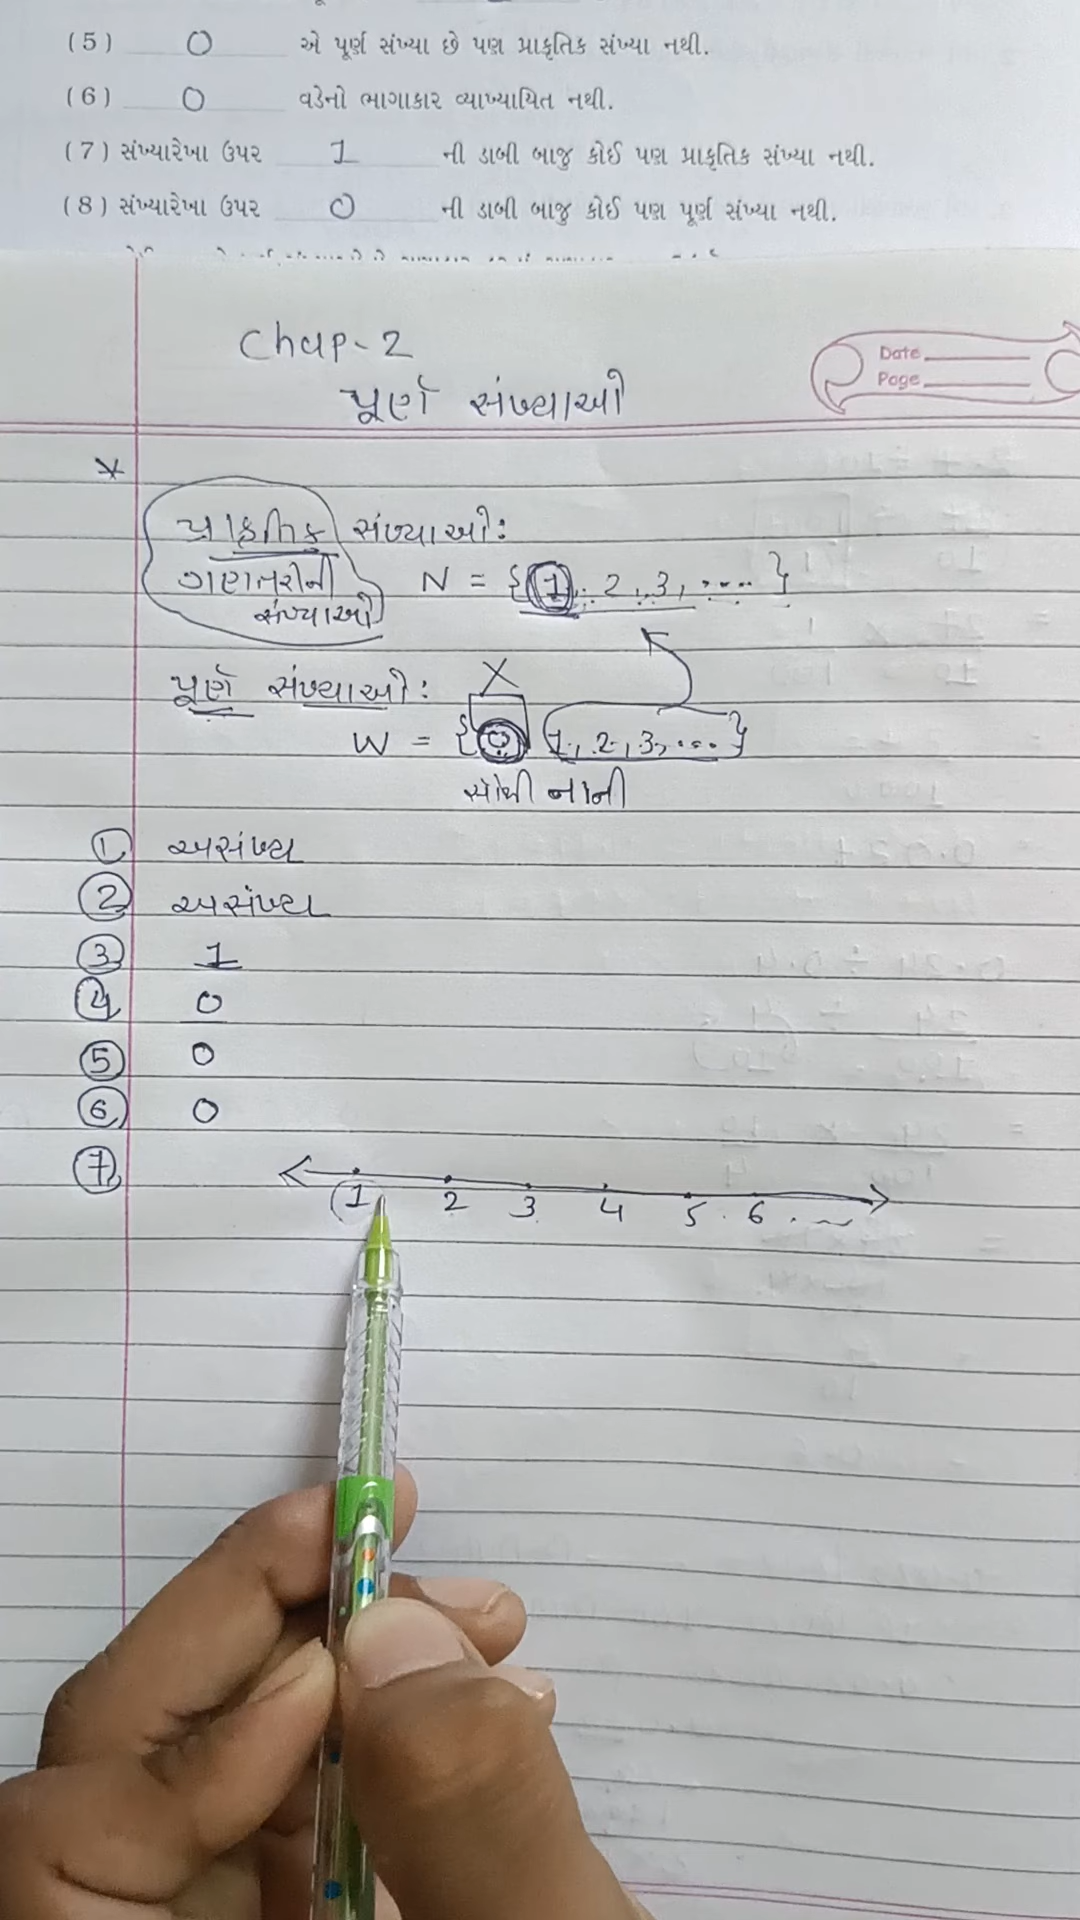 (5) 0 એ પૂર્ણ સંખ્યા છે પણ પ્રાકૃતિક સંખ્યા નથી.
(6) 0 વડેનો ભાગાકાર વ્યાખ્યાયિત નથી.
(7) સંખ્યારેખા ઉપર 1 ની ડાબી બાજુ કોઈ પણ પ્રાકૃતિક સંખ્યા નથી.
(8) સંખ્યારેખા ઉપર 0 ની ડાબી બાજુ કોઈ પણ પૂર્ણ સંખ્યા નથી.
Chap-2
Date
પૂર્ણ સંખ્યાઓ
Page
*
પ્રાકૃતિક સંખ્યાઓ:
ગણતરીની N = {1, 2, 3, .... }
સંખ્યાઓ
પૂર્ણ સંખ્યાઓ: X
W = {0, 1, 2, 3, .... }
સૌથી નાની
1 અસંખ્ય
2 અસંખ્ય
3 1
4 0
5 0
6 0
7
1 2 3 4 5 6 ...